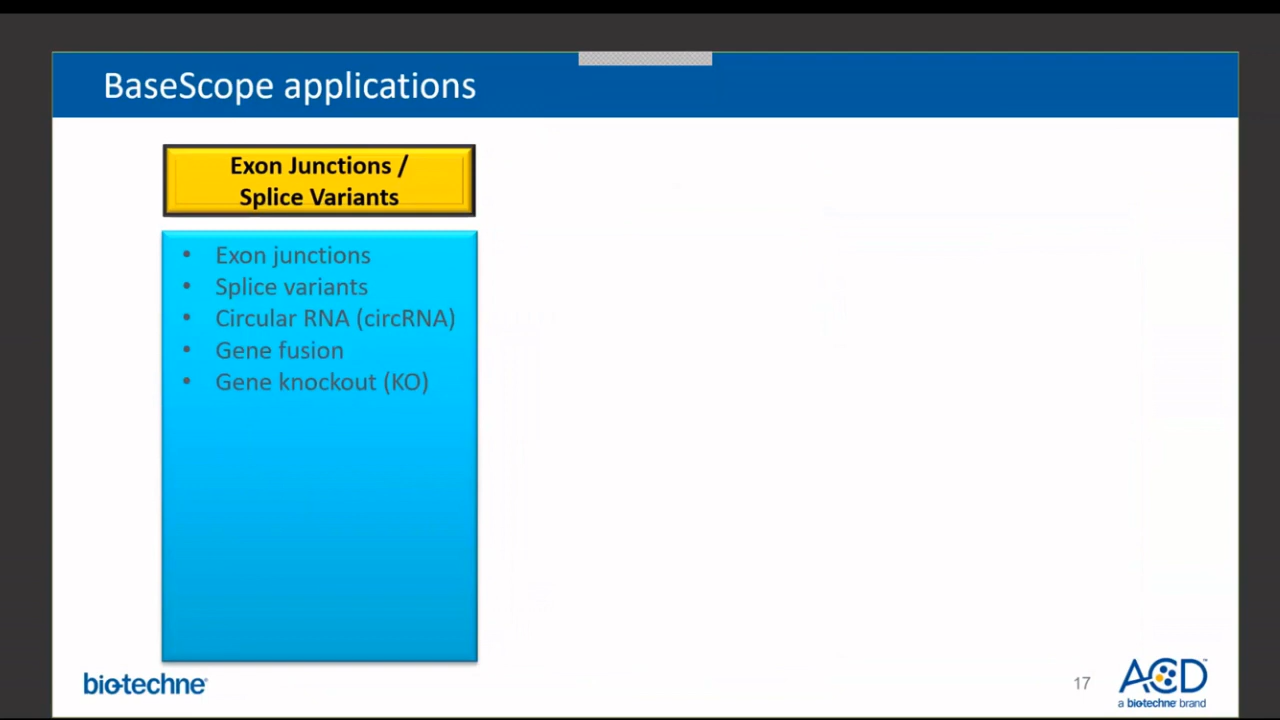 BaseScope applications
Exon Junctions /
Splice Variants
• Exon junctions
• Splice variants
• Circular RNA (circRNA)
• Gene fusion
• Gene knockout (KO)
bio-techne®
17
ACD™
a bio-techne® brand